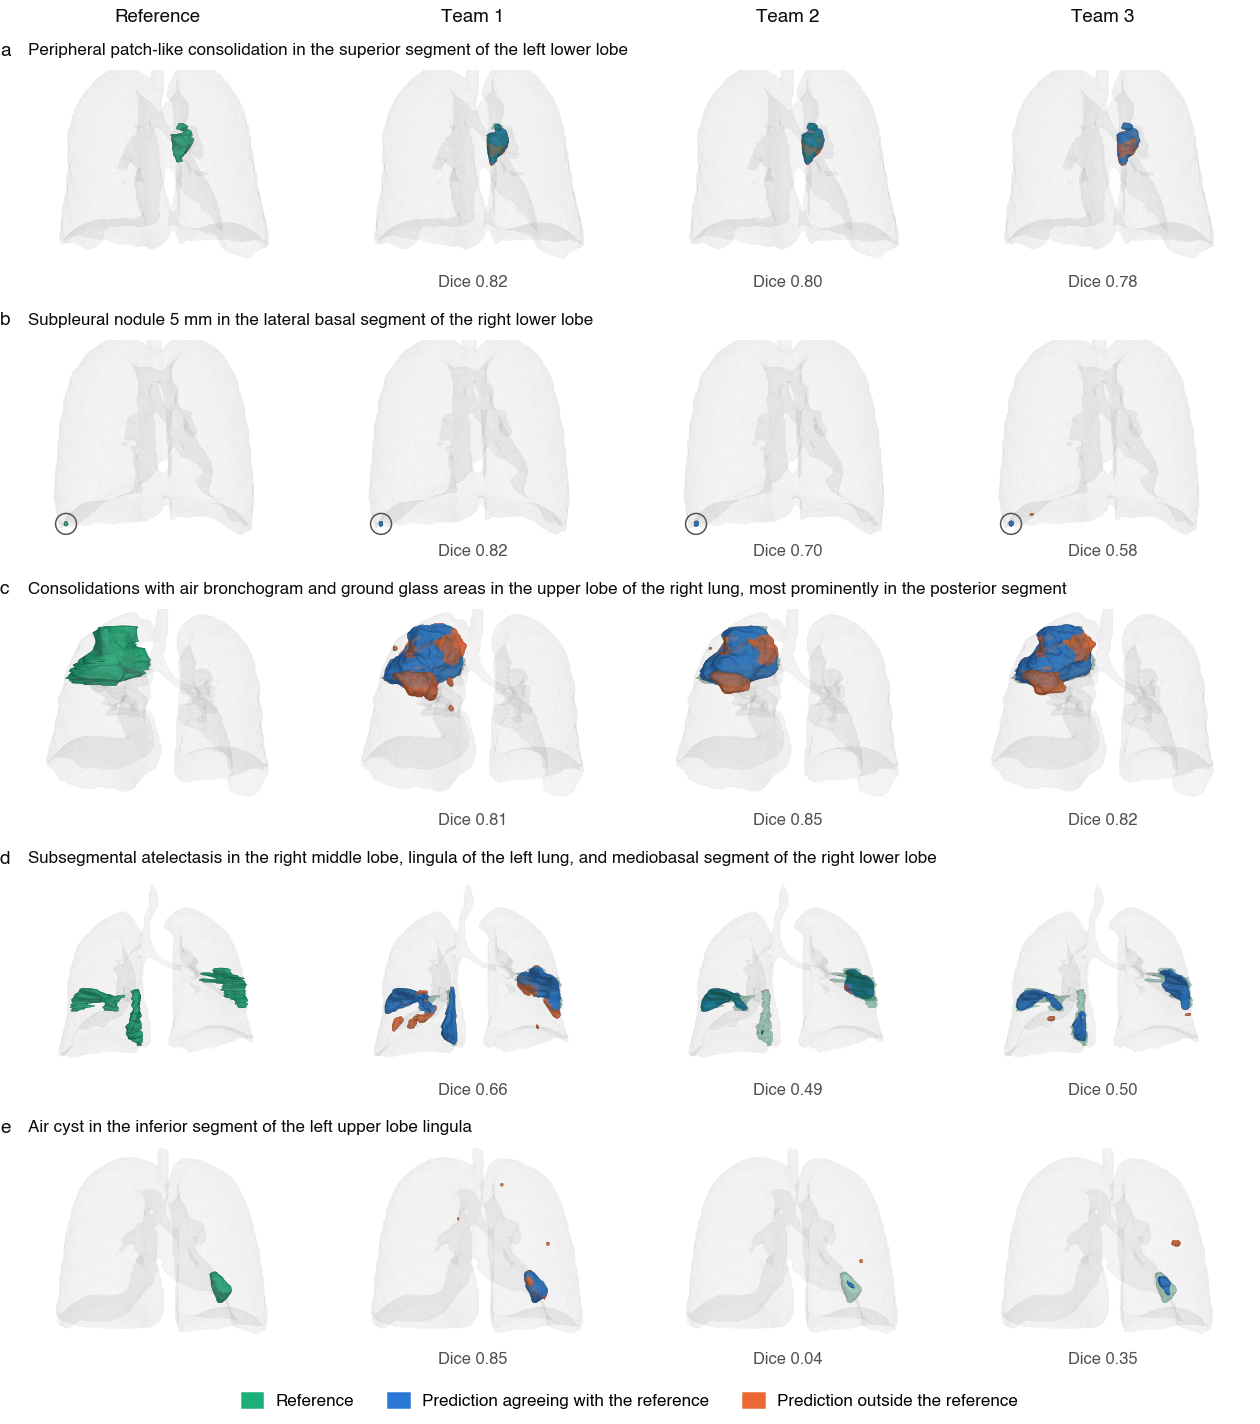 Reference Team 1 Team 2 Team 3
a Peripheral patch-like consolidation in the superior segment of the left lower lobe
Dice 0.82 Dice 0.80 Dice 0.78
b Subpleural nodule 5 mm in the lateral basal segment of the right lower lobe
Dice 0.82 Dice 0.70 Dice 0.58
c Consolidations with air bronchogram and ground glass areas in the upper lobe of the right lung, most prominently in the posterior segment
Dice 0.81 Dice 0.85 Dice 0.82
d Subsegmental atelectasis in the right middle lobe, lingula of the left lung, and mediobasal segment of the right lower lobe
Dice 0.66 Dice 0.49 Dice 0.50
e Air cyst in the inferior segment of the left upper lobe lingula
Dice 0.85 Dice 0.04 Dice 0.35
Reference Prediction agreeing with the reference Prediction outside the reference